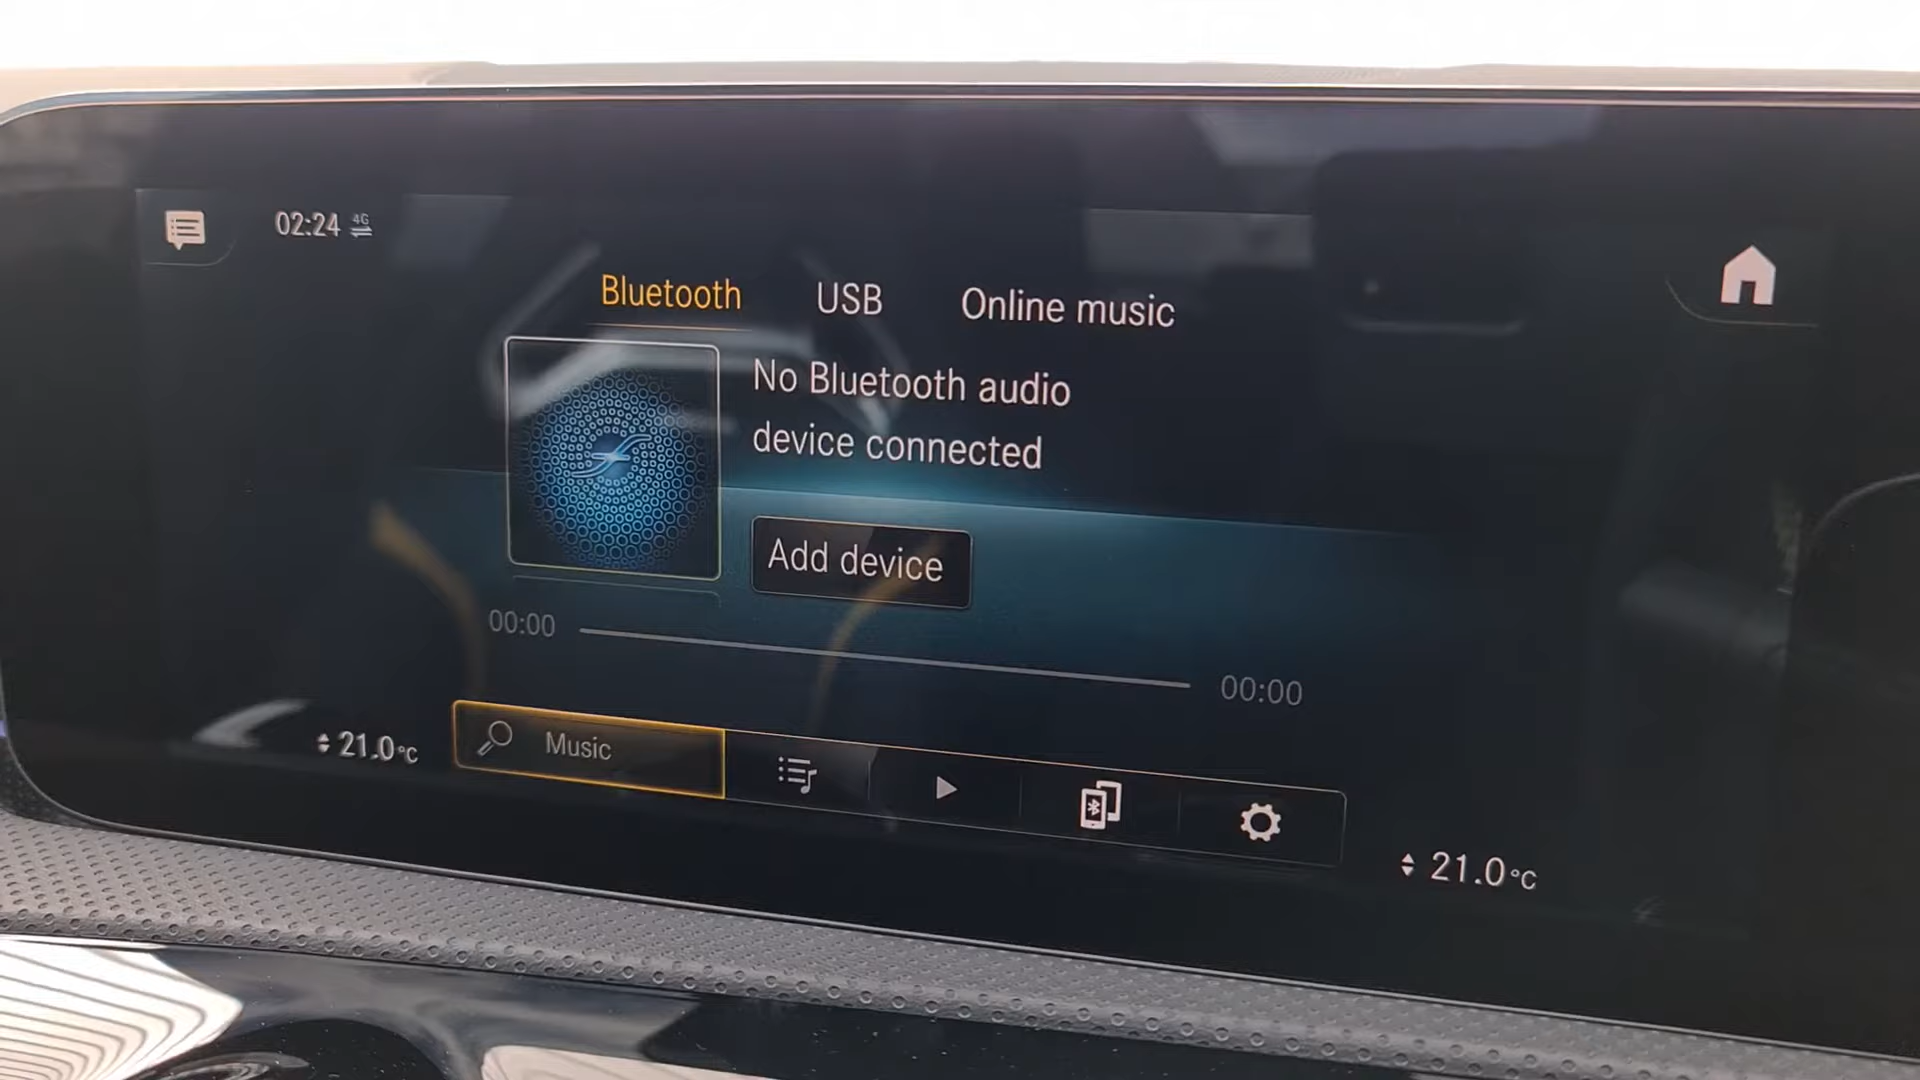 02:24 4G
Bluetooth USB Online music
No Bluetooth audio
device connected
Add device
00:00
00:00
21.0°C
Music
21.0°C